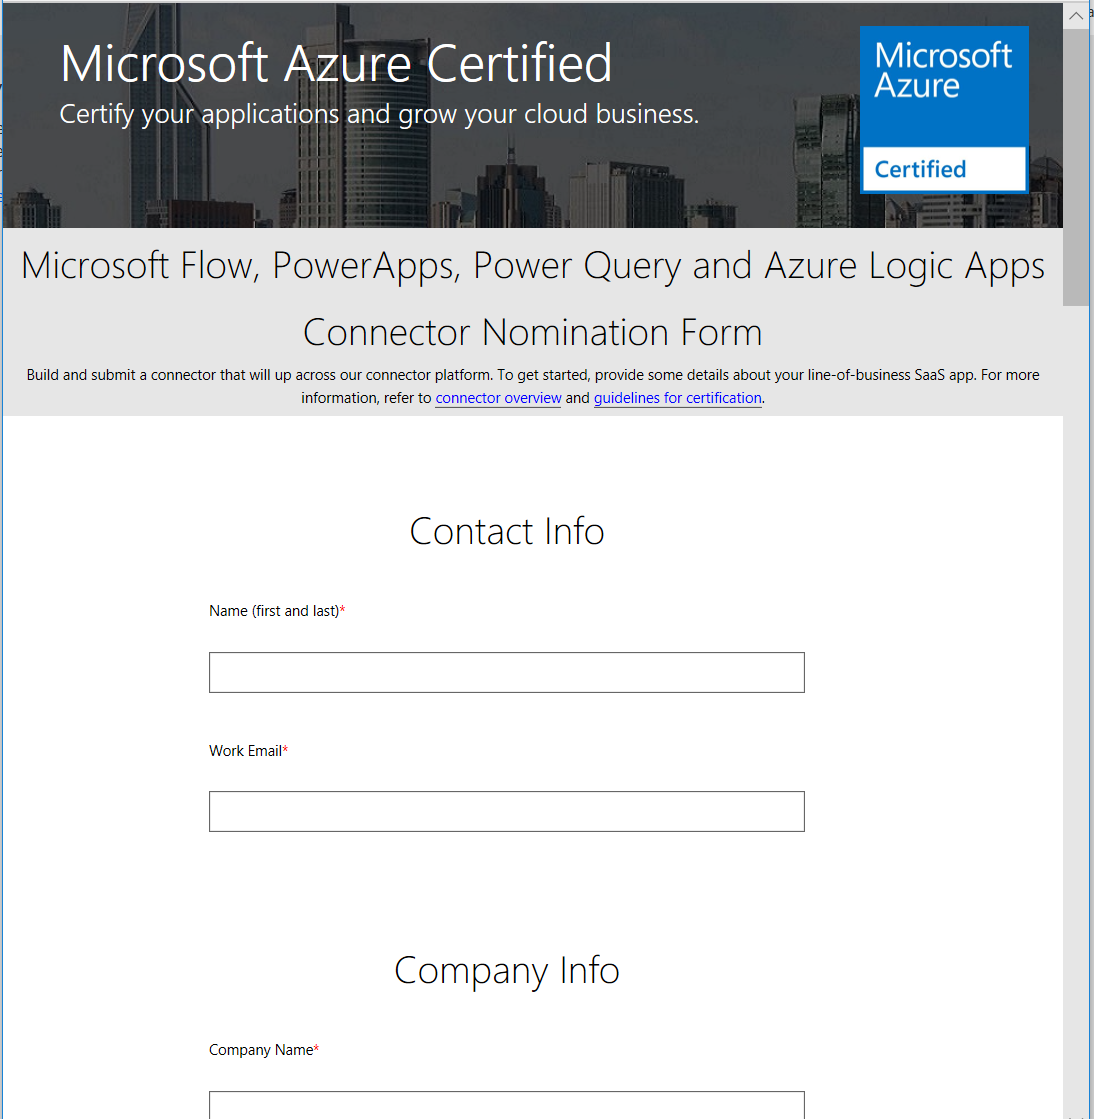 Microsoft Azure Certified
Certify your applications and grow your cloud business.
Microsoft
Azure
Certified
Microsoft Flow, PowerApps, Power Query and Azure Logic Apps
Connector Nomination Form
Build and submit a connector that will up across our connector platform. To get started, provide some details about your line-of-business SaaS app. For more
information, refer to connector overview and guidelines for certification.
Contact Info
Name (first and last)*
Work Email*
Company Info
Company Name*